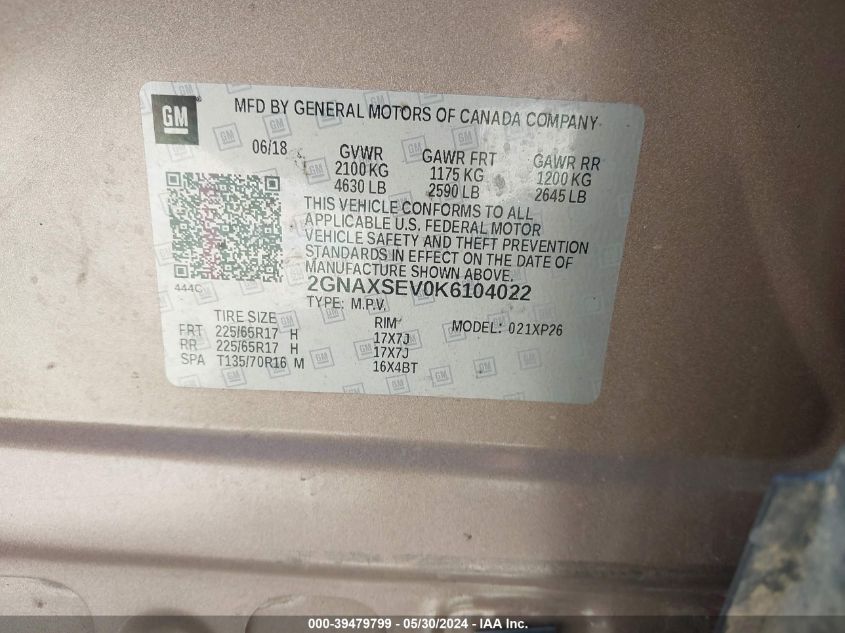 GM
MFD BY GENERAL MOTORS OF CANADA COMPANY
06/18 GVWR GAWR FRT GAWR RR
2100 KG 1175 KG 1200 KG
4630 LB 2590 LB 2645 LB
THIS VEHICLE CONFORMS TO ALL
APPLICABLE U.S. FEDERAL MOTOR
VEHICLE SAFETY AND THEFT PREVENTION
STANDARDS IN EFFECT ON THE DATE OF
MANUFACTURE SHOWN ABOVE.
444C
2GNAXSEV0K6104022
TYPE: M.P.V.
TIRE SIZE RIM MODEL: 021XP26
FRT 225/65R17 H 17X7J
RR 225/65R17 H 17X7J
SPA T135/70R16 M 16X4BT
000-39479799 - 05/30/2024 - IAA Inc.